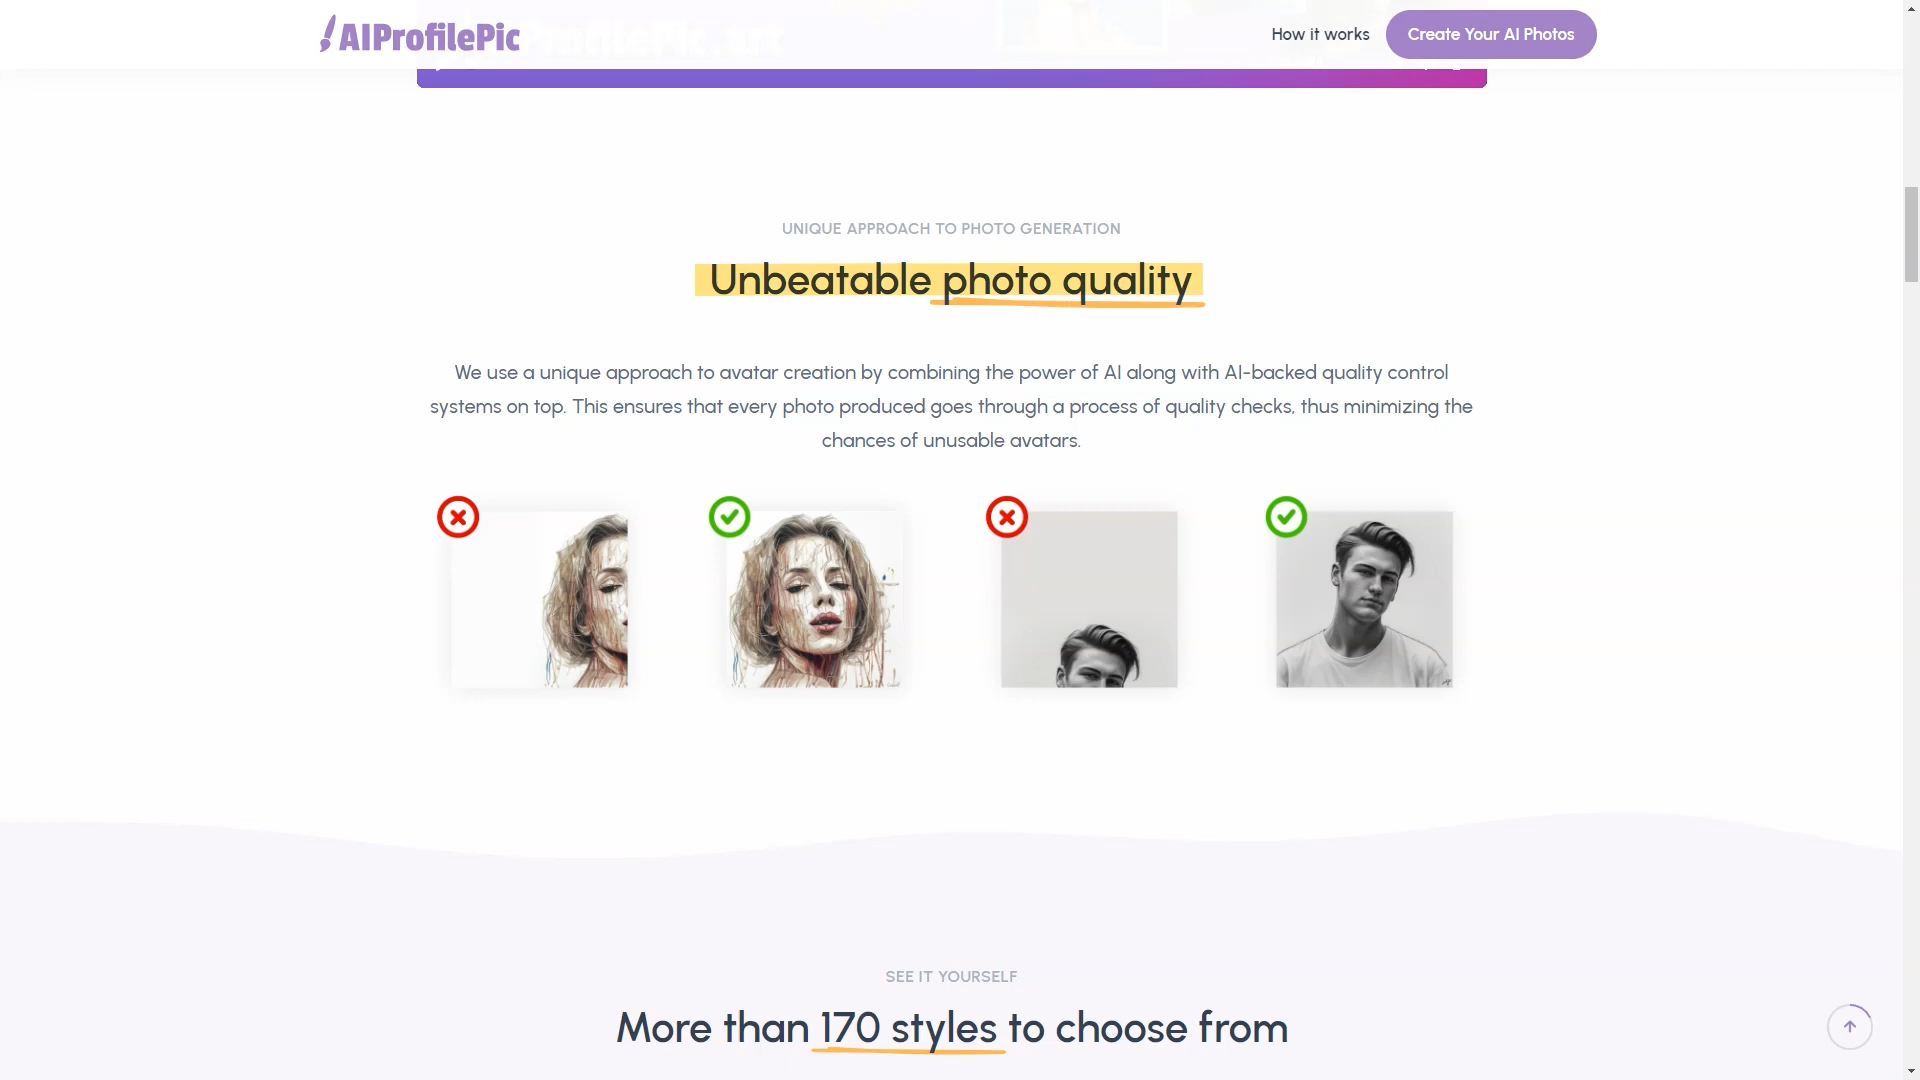 AIProfilePic
How it works
Create Your AI Photos
UNIQUE APPROACH TO PHOTO GENERATION
Unbeatable photo quality
We use a unique approach to avatar creation by combining the power of AI along with AI-backed quality control
systems on top. This ensures that every photo produced goes through a process of quality checks, thus minimizing the
chances of unusable avatars.
SEE IT YOURSELF
More than 170 styles to choose from